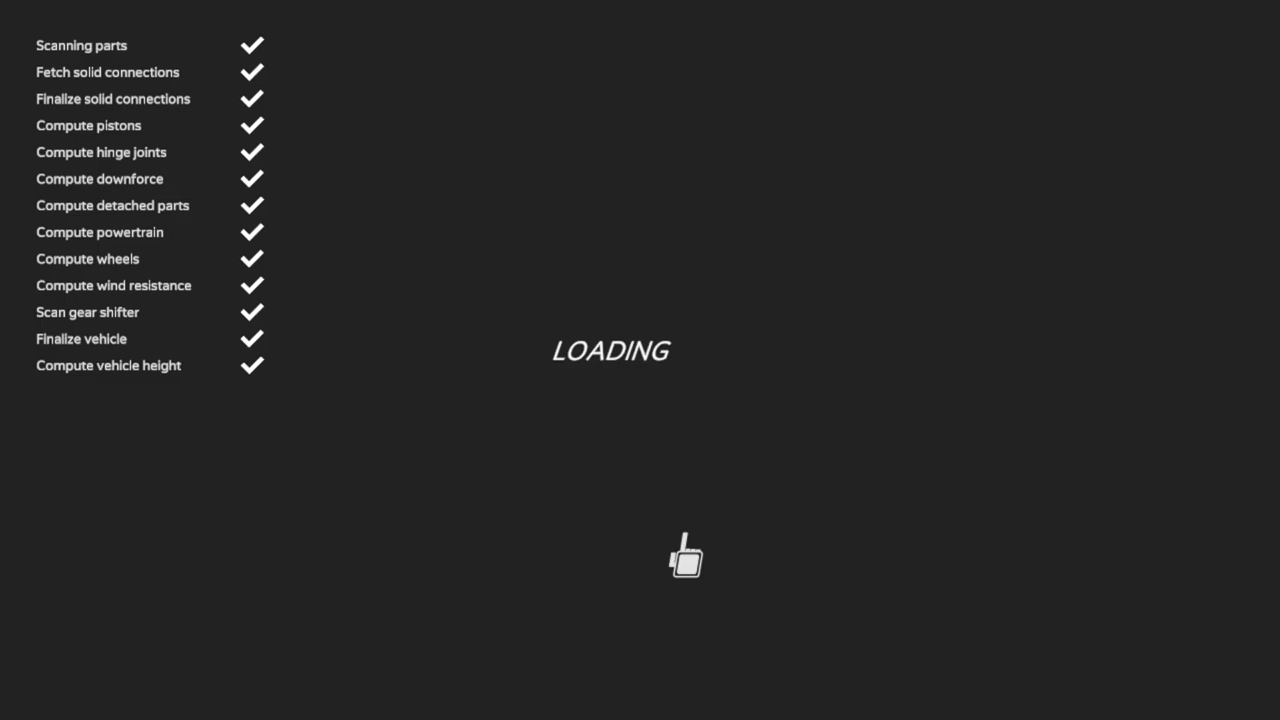 Scanning parts
Fetch solid connections
Finalize solid connections
Compute pistons
Compute hinge joints
Compute downforce
Compute detached parts
Compute powertrain
Compute wheels
Compute wind resistance
Scan gear shifter
Finalize vehicle
Compute vehicle height
LOADING